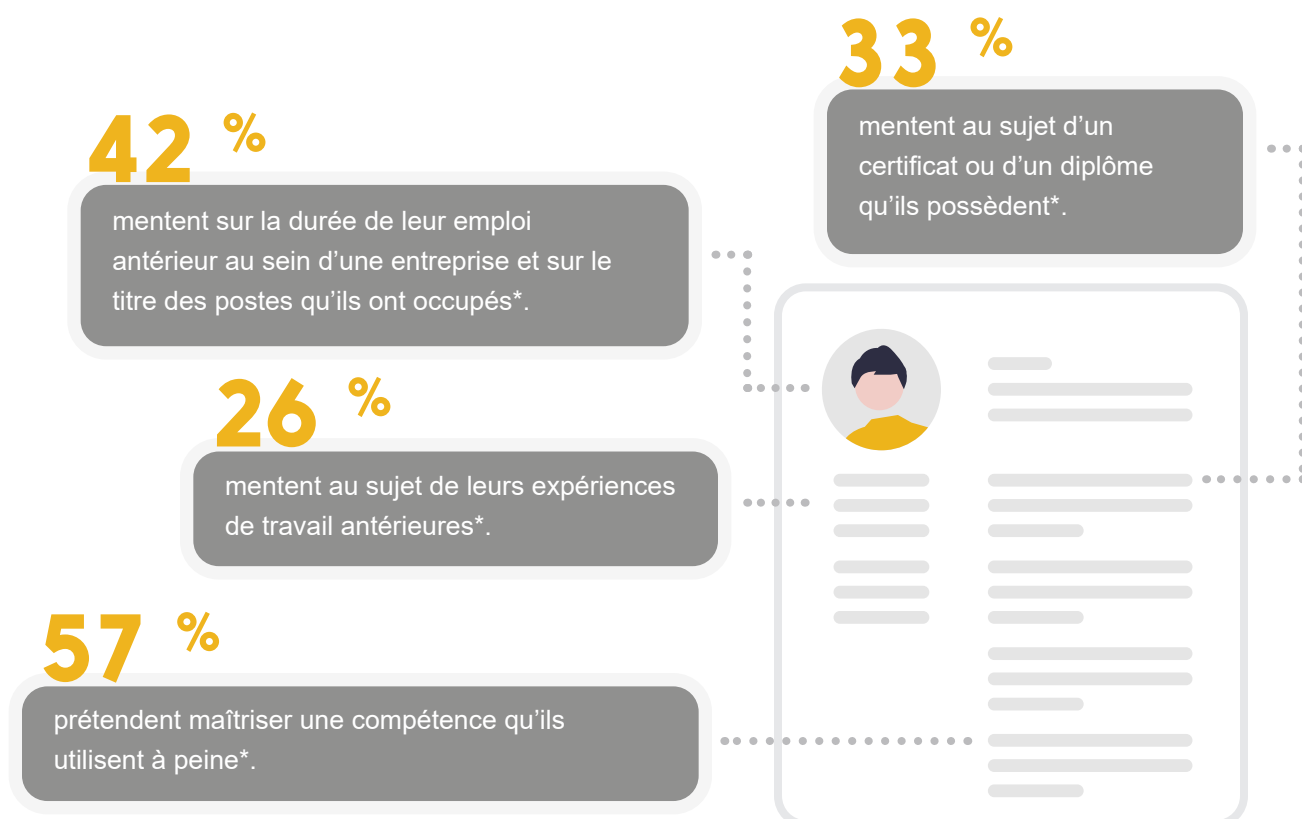 42 %
mentent sur la durée de leur emploi
antérieur au sein d’une entreprise et sur le
titre des postes qu’ils ont occupés*.
33 %
mentent au sujet d’un
certificat ou d’un diplôme
qu’ils possèdent*.
26 %
mentent au sujet de leurs expériences
de travail antérieures*.
57 %
prétendent maîtriser une compétence qu’ils
utilisent à peine*.